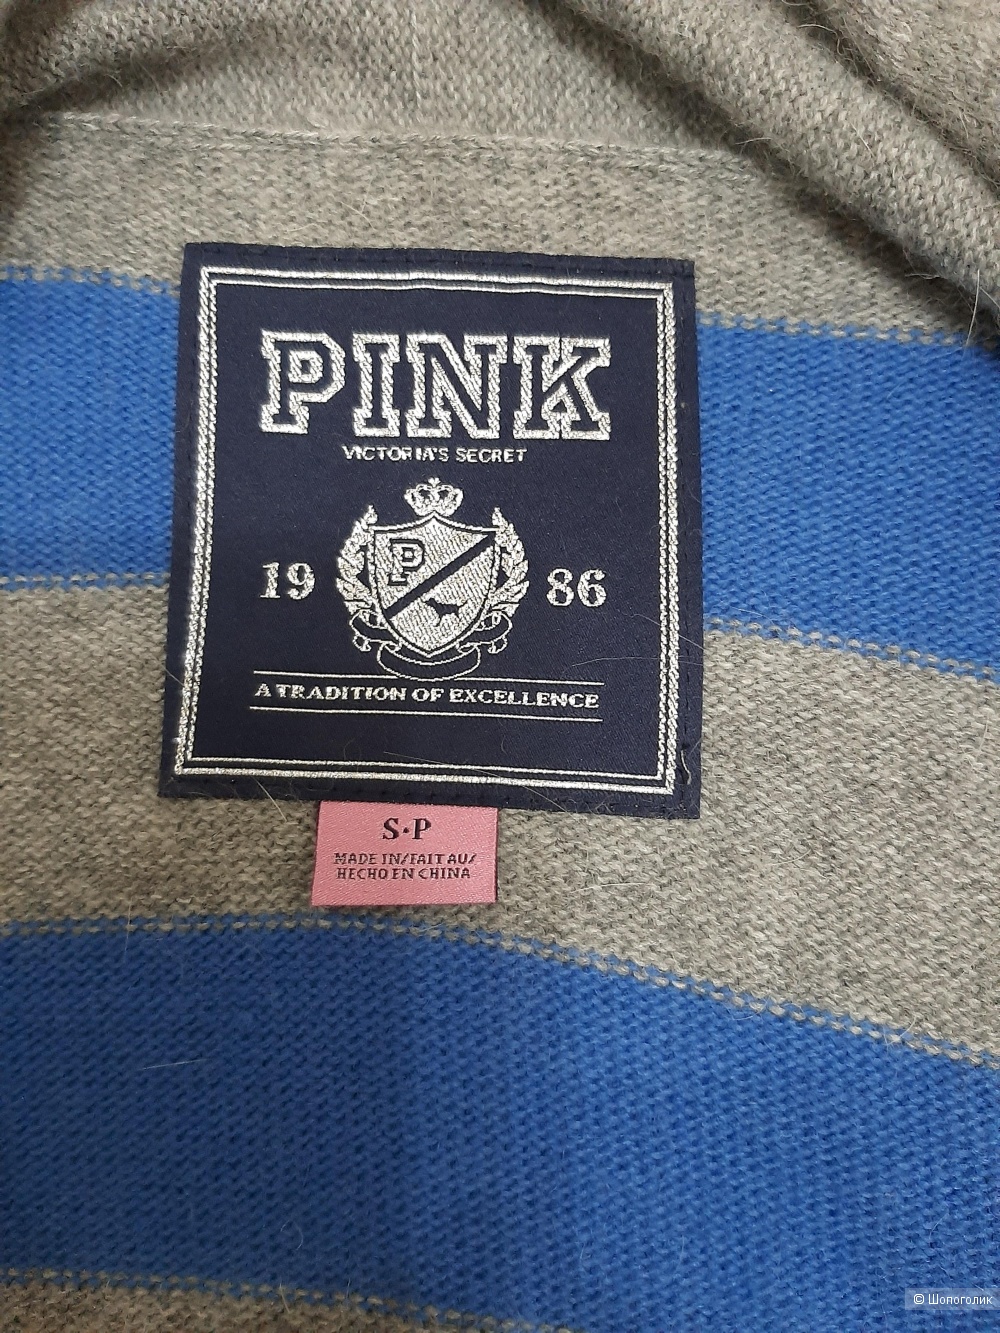 PINK
VICTORIA'S SECRET
P
19 86
A TRADITION OF EXCELLENCE
S·P
MADE IN/FAIT AU/
HECHO EN CHINA
© Шопоголик